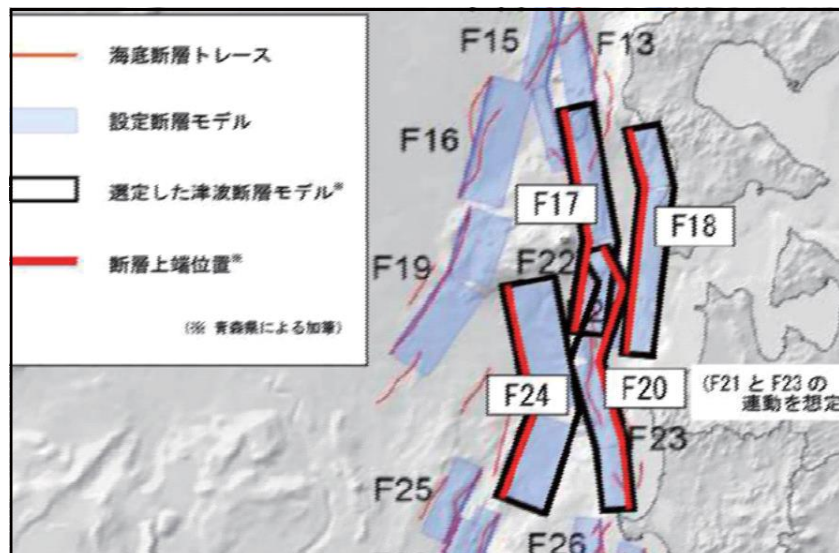 海底断層トレース
設定断層モデル
選定した津波断層モデル※
断層上端位置※
(※ 青森県による加筆)
F15
F13
F16
F17
F18
F19
F22
F24
F20
(F21 と F23 の
連動を想定
F23
F25
F26